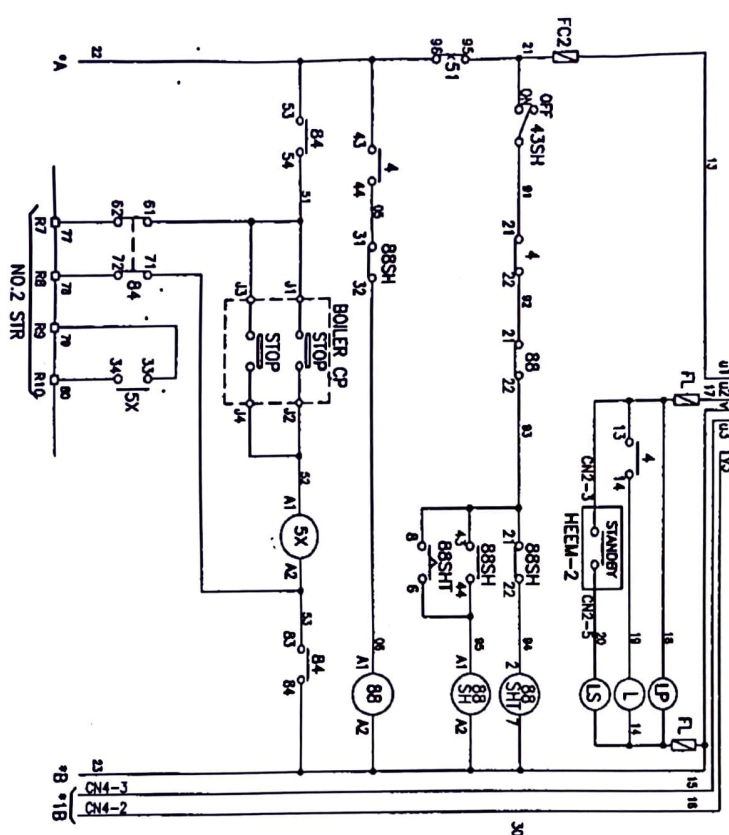 *A
22
96
51
95
21
FC2
13
OFF
ON
43SH
53
84
54
43
4
44
51
05
91
21
4
22
31
88SH
32
92
21
88
22
93
R7
77
62
61
R8
78
72
71
84
R9
79
R10
80
34
33
5X
NO.2 STR
BOILER CP
J3
J1
STOP
STOP
J4
J2
52
A1
5X
A2
53
83
84
84
FL
17
U2
V
U3
13
4
14
CN2-3
STANDBY
HEEM-2
CN2-5
8
88SHT
6
43
88SH
44
21
88SH
22
06
A1
88
A2
95
A1
88
SH
A2
94
2
88
SHT
7
20
19
18
LS
L
LP
14
FL
*B
23
*1B
CN4-3
CN4-2
15
16
30